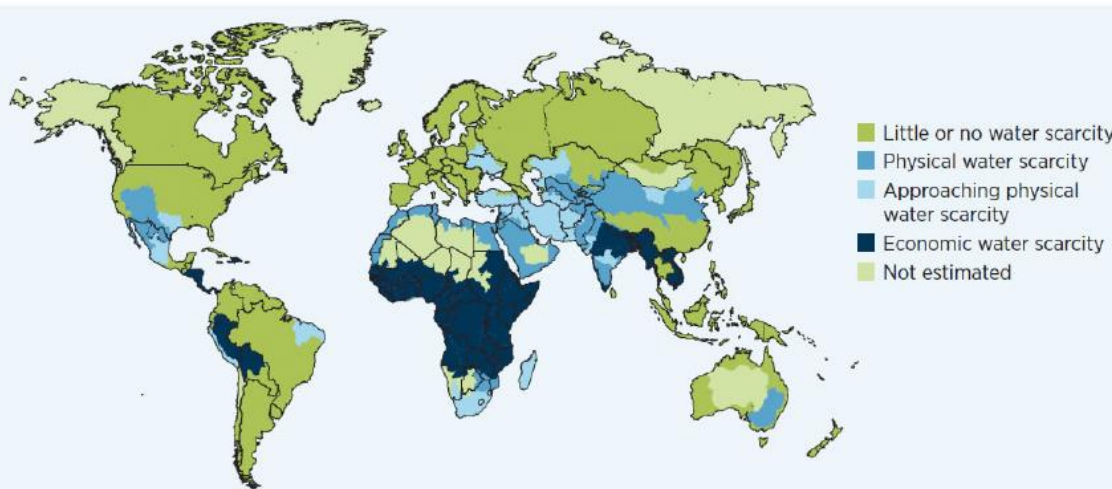 Little or no water scarcity
Physical water scarcity
Approaching physical
water scarcity
Economic water scarcity
Not estimated